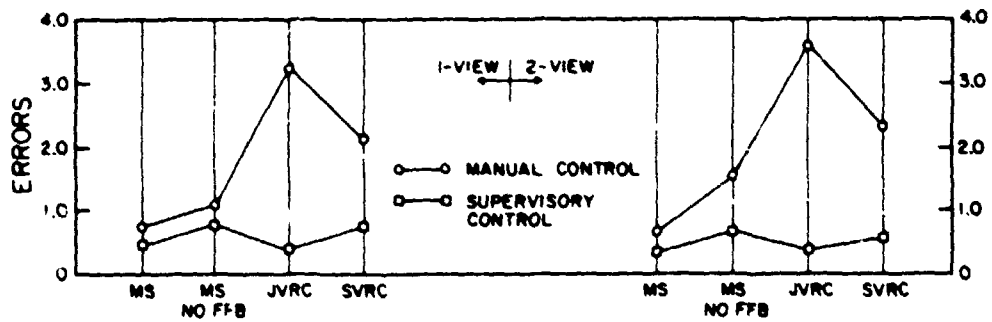 4.0
3.0
2.0
1.0
0
ERRORS
1-VIEW 2-VIEW
MANUAL CONTROL
SUPERVISORY
CONTROL
4.0
3.0
2.0
1.0
0
MS MS JVRC SVRC
NO FFB
MS MS JVRC SVRC
NO FFB